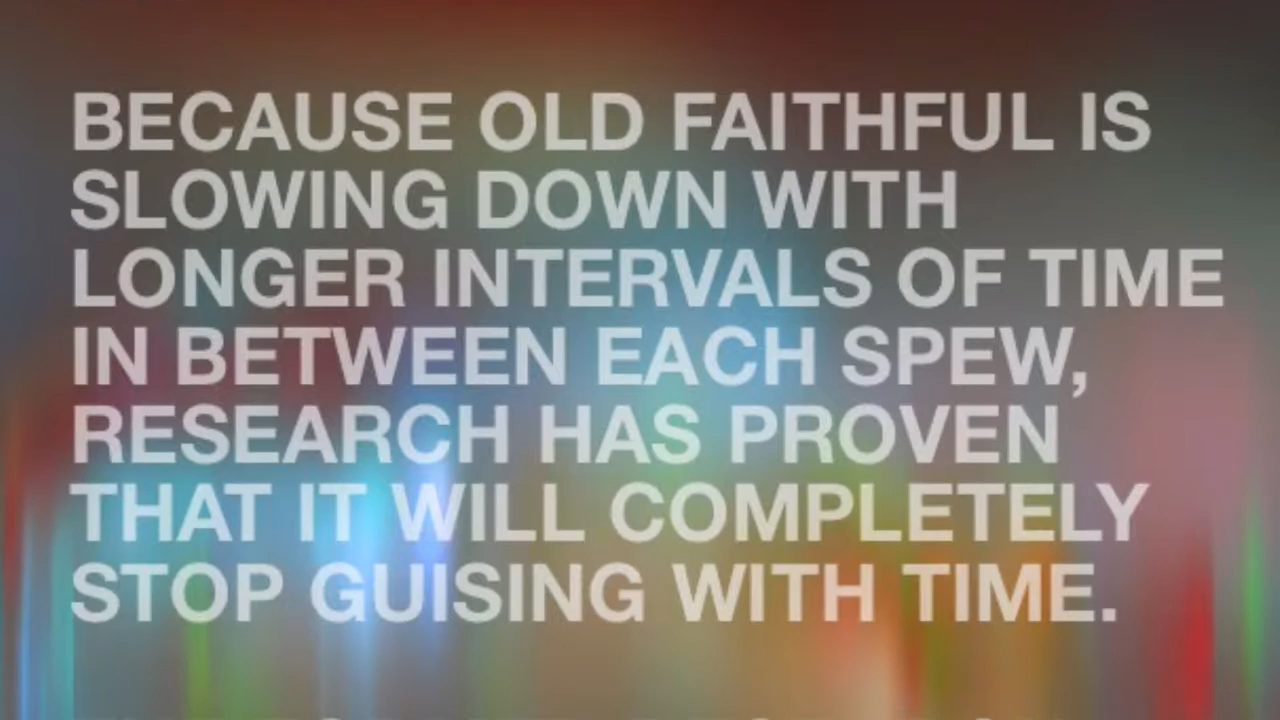 BECAUSE OLD FAITHFUL IS
SLOWING DOWN WITH
LONGER INTERVALS OF TIME
IN BETWEEN EACH SPEW,
RESEARCH HAS PROVEN
THAT IT WILL COMPLETELY
STOP GUISING WITH TIME.